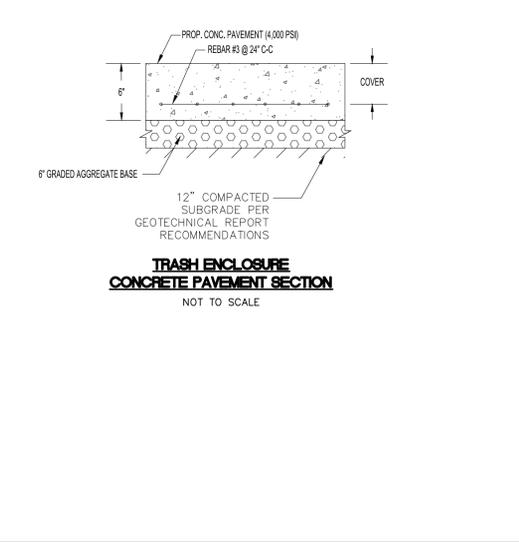 PROP. CONC. PAVEMENT (4,000 PSI)
REBAR #3 @ 24" C-C
6"
COVER
6" GRADED AGGREGATE BASE
12" COMPACTED
SUBGRADE PER
GEOTECHNICAL REPORT
RECOMMENDATIONS
TRASH ENCLOSURE
CONCRETE PAVEMENT SECTION
NOT TO SCALE